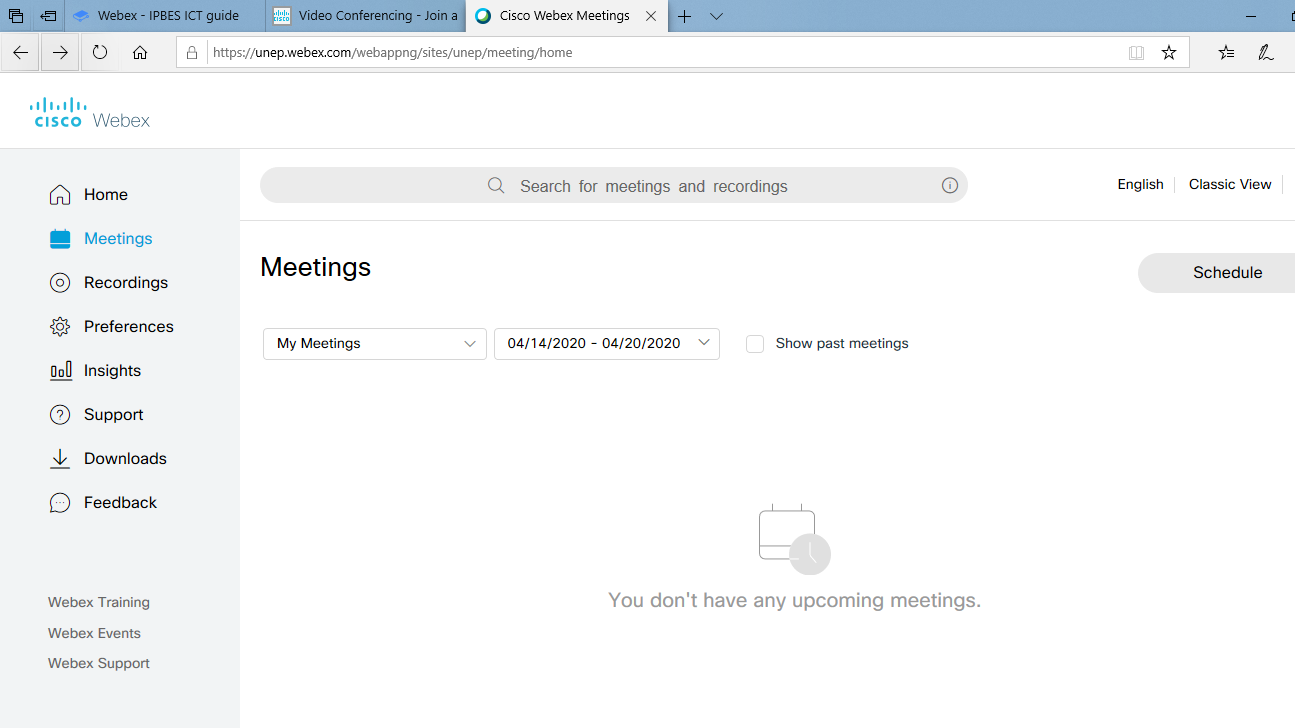 Webex - IPBES ICT guide
Video Conferencing - Join a
Cisco Webex Meetings
https://unep.webex.com/webappng/sites/unep/meeting/home
cisco Webex
Home
Meetings
Recordings
Preferences
Insights
Support
Downloads
Feedback
Webex Training
Webex Events
Webex Support
Search for meetings and recordings
English
Classic View
Meetings
Schedule
My Meetings
04/14/2020 - 04/20/2020
Show past meetings
You don't have any upcoming meetings.